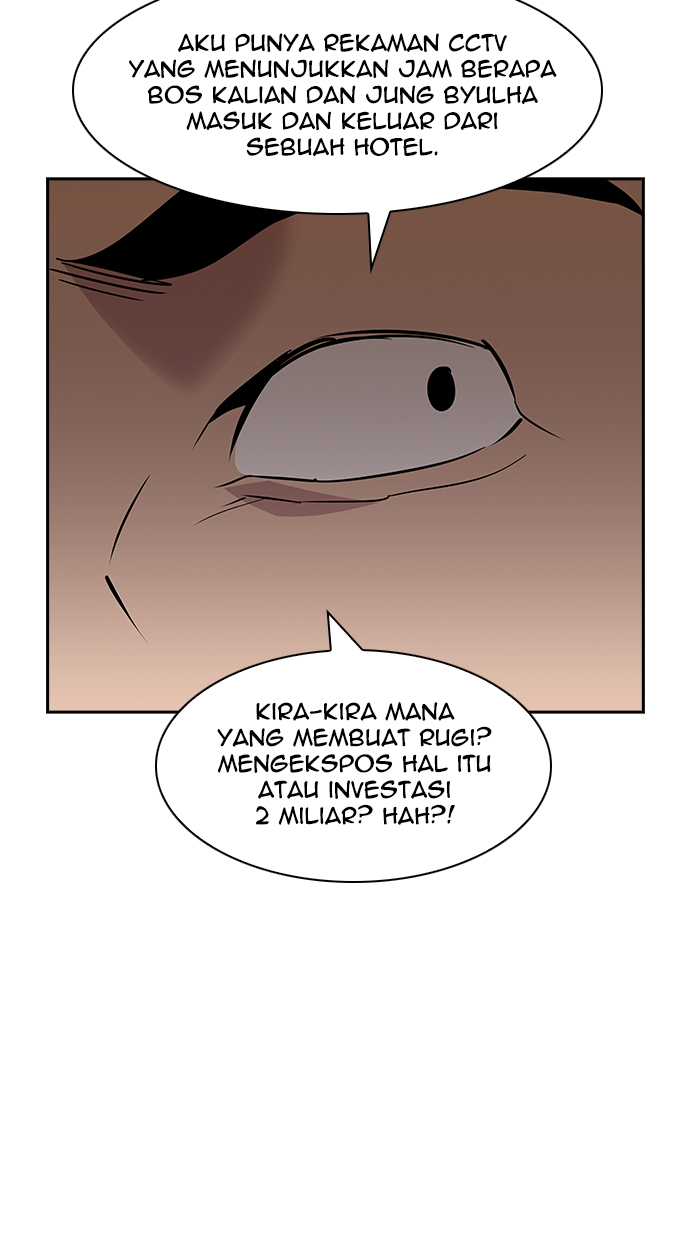 AKU PUNYA REKAMAN CCTV
YANG MENUNJUKKAN JAM BERAPA
BOS KALIAN DAN JUNG BYULHA
MASUK DAN KELUAR DARI
SEBUAH HOTEL.
KIRA-KIRA MANA
YANG MEMBUAT RUGI?
MENGEKSPOS HAL ITU
ATAU INVESTASI
2 MILIAR? HAH?!